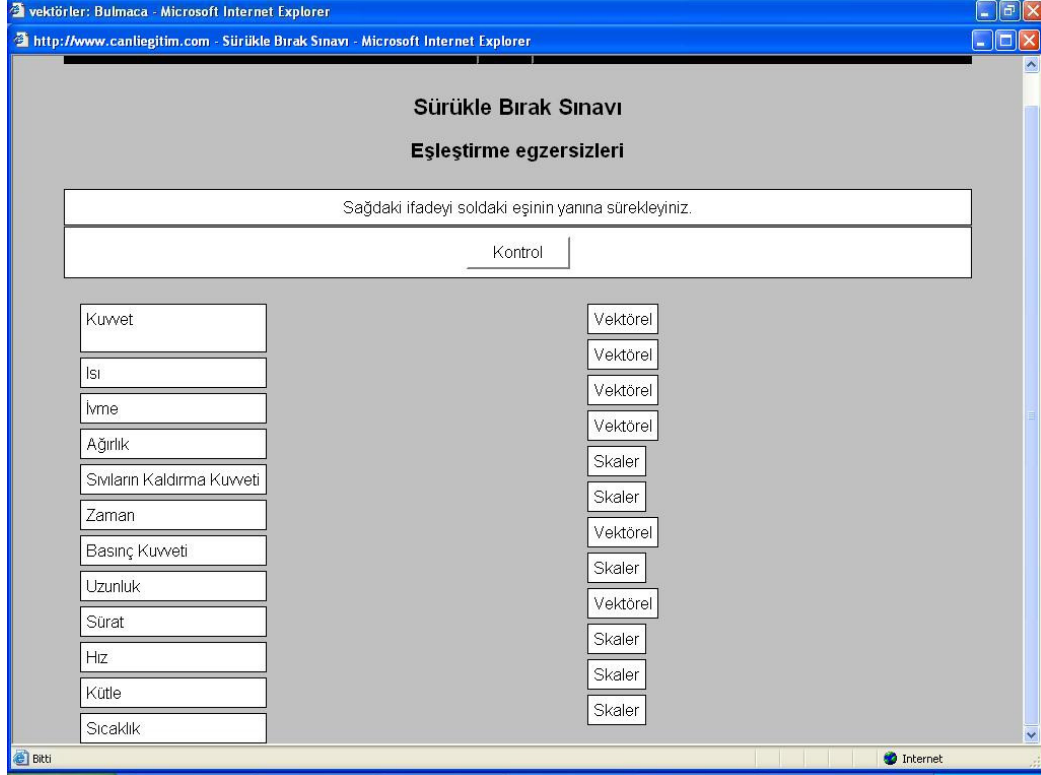 vektörler: Bulmaca - Microsoft Internet Explorer
http://www.canliegitim.com - Sürükle Bırak Sınavı - Microsoft Internet Explorer
Sürükle Bırak Sınavı
Eşleştirme egzersizleri
Sağdaki ifadeyi soldaki eşinin yanına sürekleyiniz.
Kontrol
Kuvvet
Vektörel
Isı
Vektörel
İvme
Vektörel
Ağırlık
Vektörel
Sıvıların Kaldırma Kuvveti
Skaler
Zaman
Skaler
Basınç Kuvveti
Vektörel
Uzunluk
Skaler
Sürat
Vektörel
Hız
Skaler
Kütle
Skaler
Sıcaklık
Skaler
Bitti
Internet